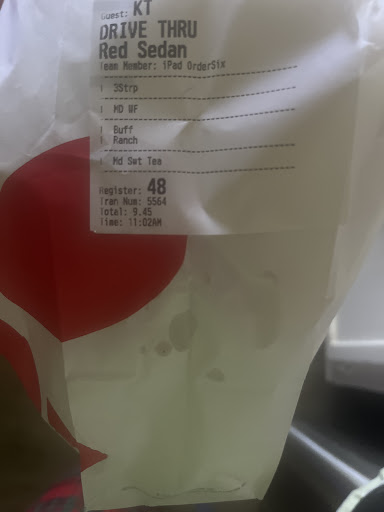 Guest: KT
DRIVE THRU
Red Sedan
Team Member: iPad OrderSix
1 3Strp
1 MD WF
1 Buff
1 Ranch
1 Md Swt Tea
Register: 48
Tran Num: 5564
Total: 9.45
Time: 11:02AM